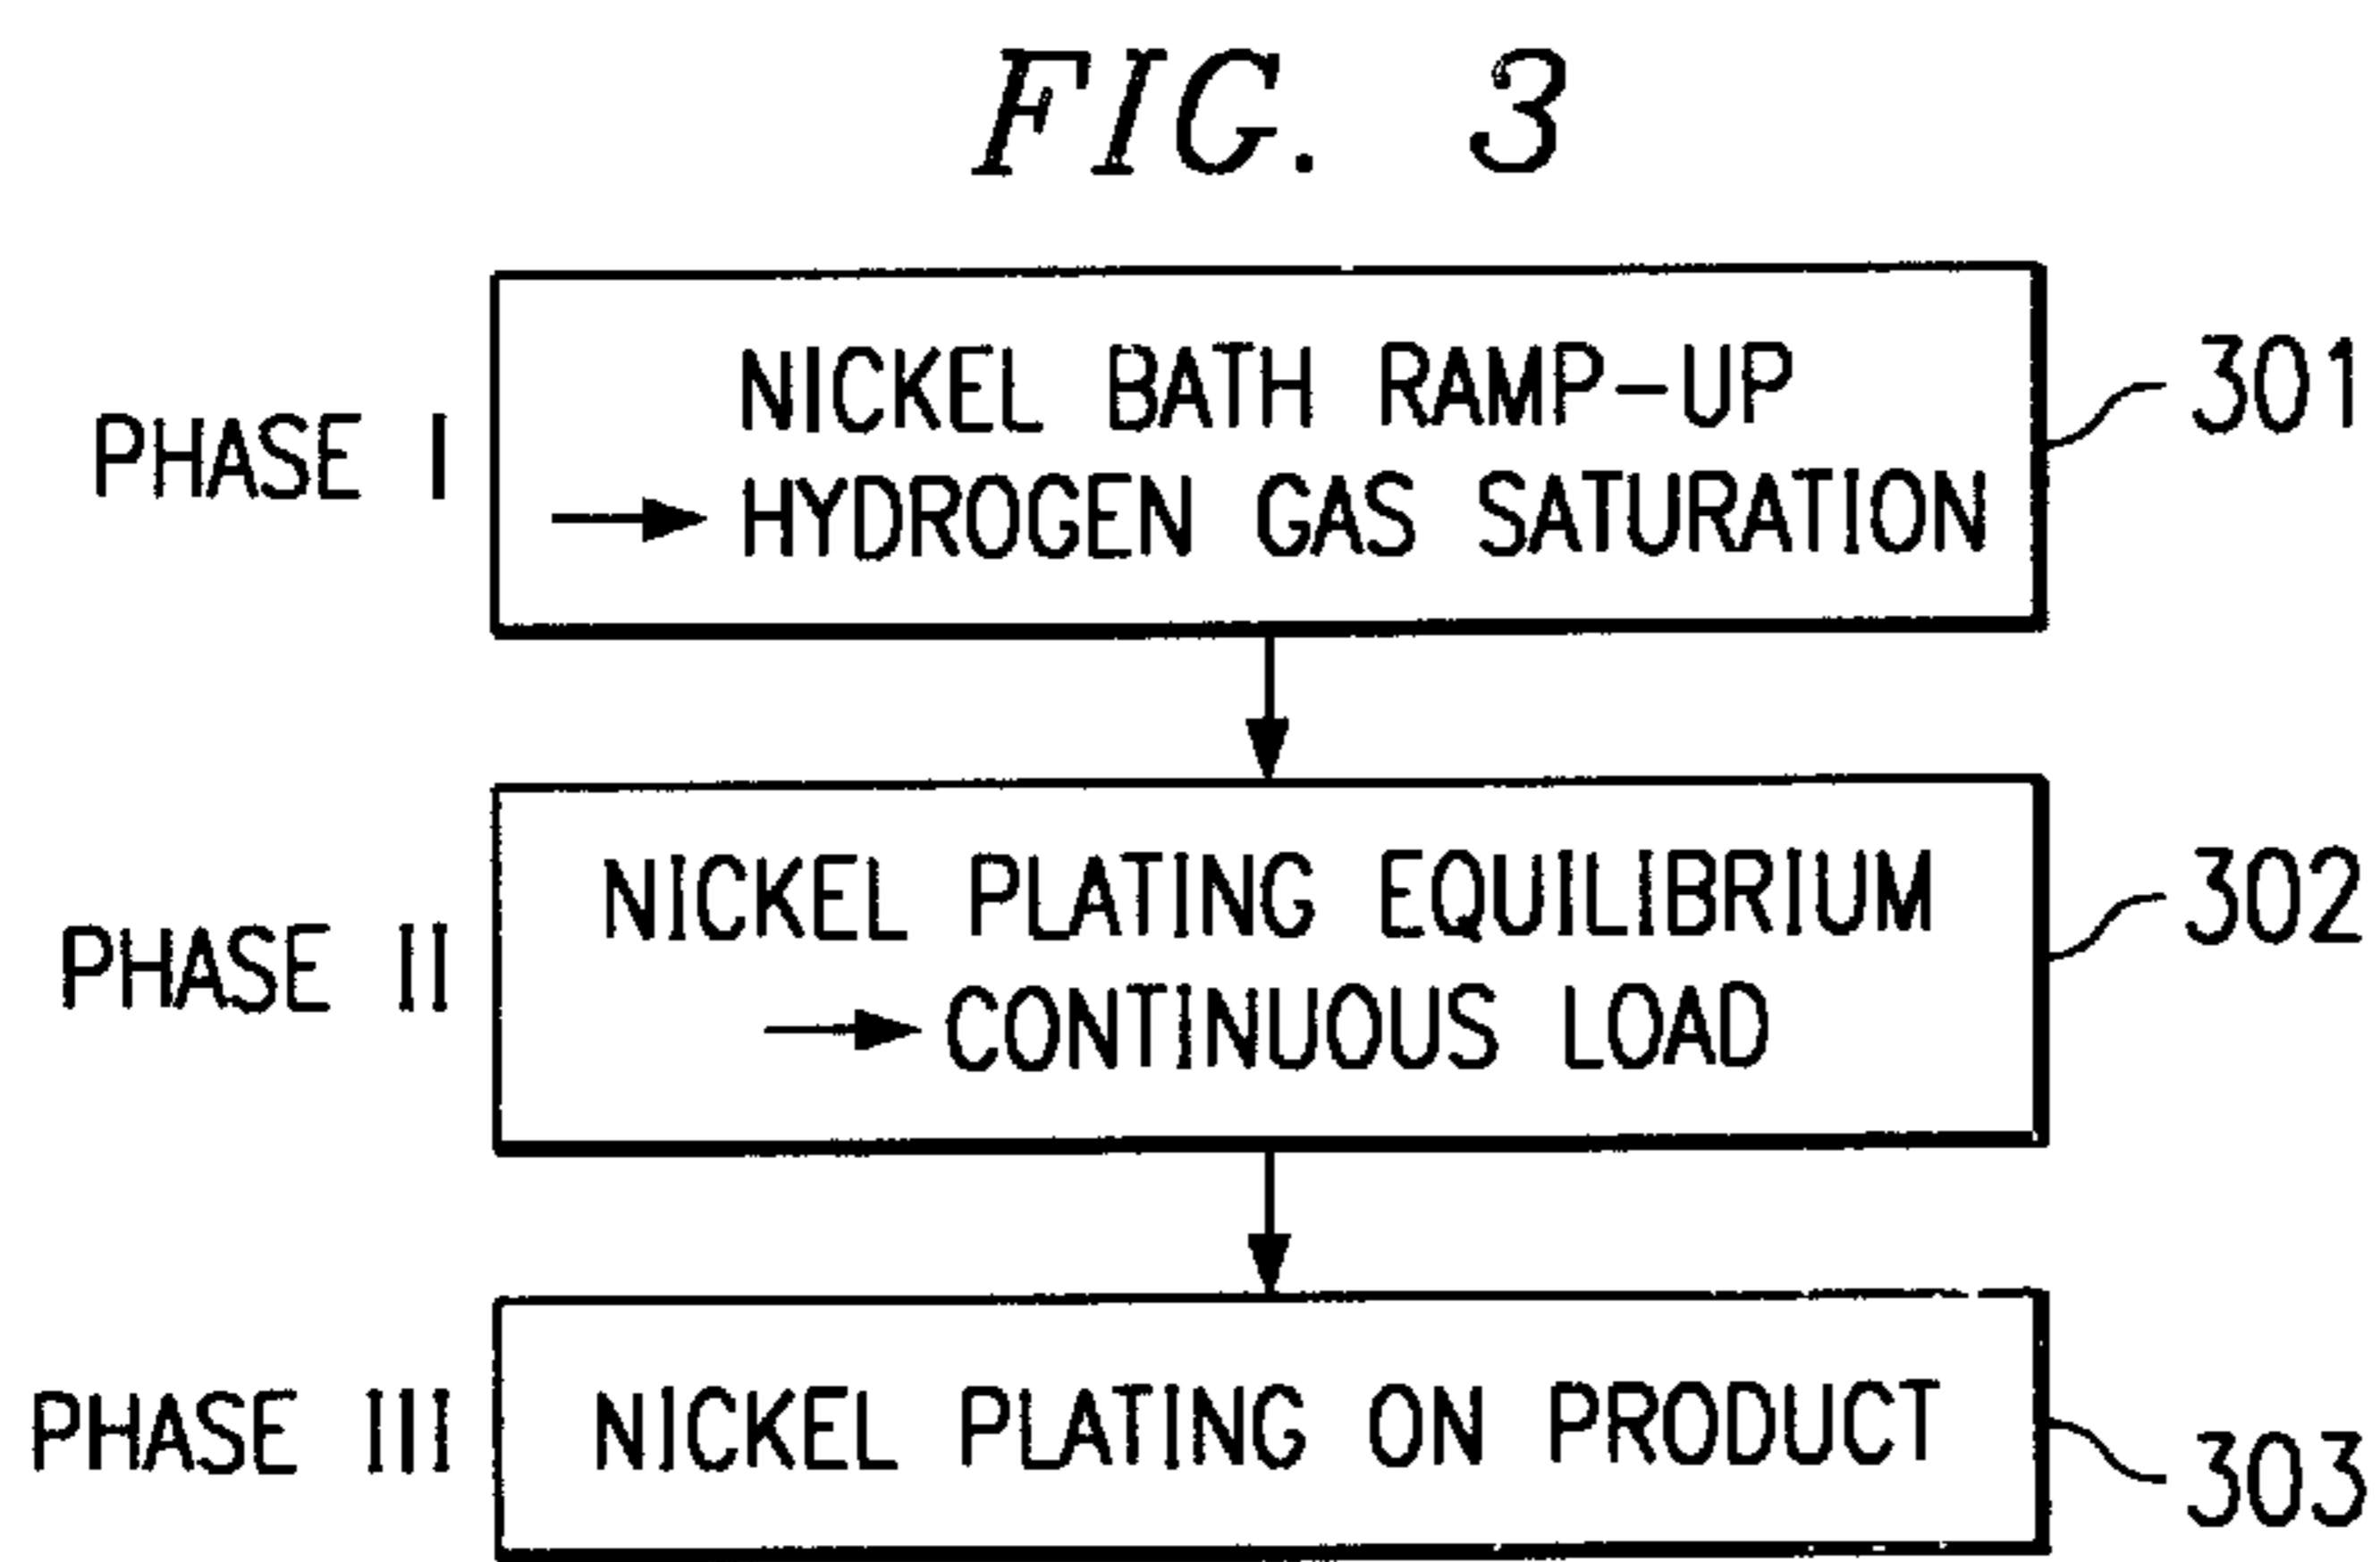 FIG. 3
PHASE I
NICKEL BATH RAMP-UP
→ HYDROGEN GAS SATURATION
301
PHASE II
NICKEL PLATING EQUILIBRIUM
→ CONTINUOUS LOAD
302
PHASE III
NICKEL PLATING ON PRODUCT
303